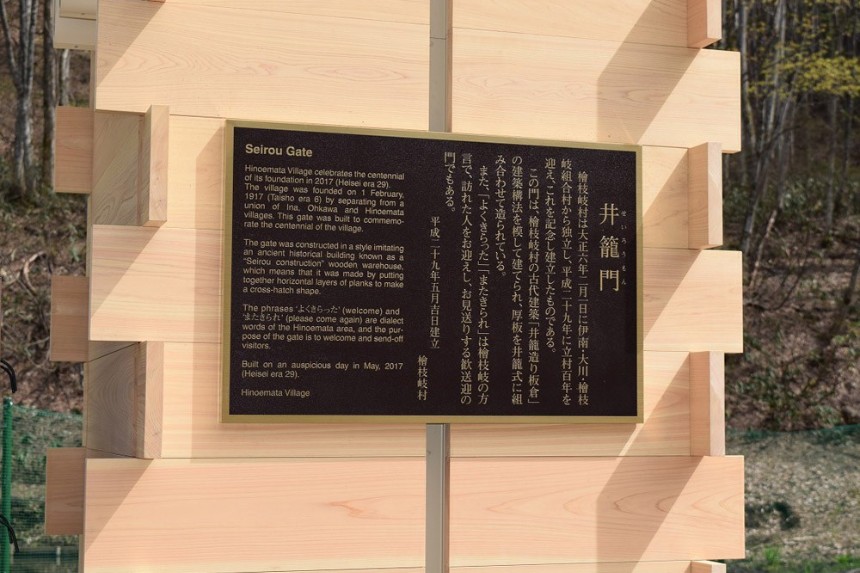 Seirou Gate
Hinoemata Village celebrates the centennial
of its foundation in 2017 (Heisei era 29).
The village was founded on 1 February,
1917 (Taisho era 6) by separating from a
union of Ina, Ohkawa and Hinoemata
villages. This gate was built to commemo-
rate the centennial of the village.
The gate was constructed in a style imitating
an ancient historical building known as a
“Seirou construction” wooden warehouse,
which means that it was made by putting
together horizontal layers of planks to make
a cross-hatch shape.
The phrases ‘よくきらった’ (welcome) and
‘またきられ’ (please come again) are dialect
words of the Hinoemata area, and the pur-
pose of the gate is to welcome and send-off
visitors.
Built on an auspicious day in May, 2017
(Heisei era 29).
Hinoemata Village
井籠門
せいろうもん
檜枝岐村は大正六年二月一日に伊南・大川・檜枝
岐組合村から独立し、平成二十九年に立村百年を
迎え、これを記念し建立したものである。
この門は、檜枝岐村の古代建築「井籠造り板倉」
の建築構法を模して建てられ、厚板を井籠式に組
み合わせて造られている。
また、「よくきらった」「またきられ」は檜枝岐の方
言で、訪れた人をお迎えし、お見送りする歓送迎の
門でもある。
平成二十九年五月吉日建立
檜枝岐村